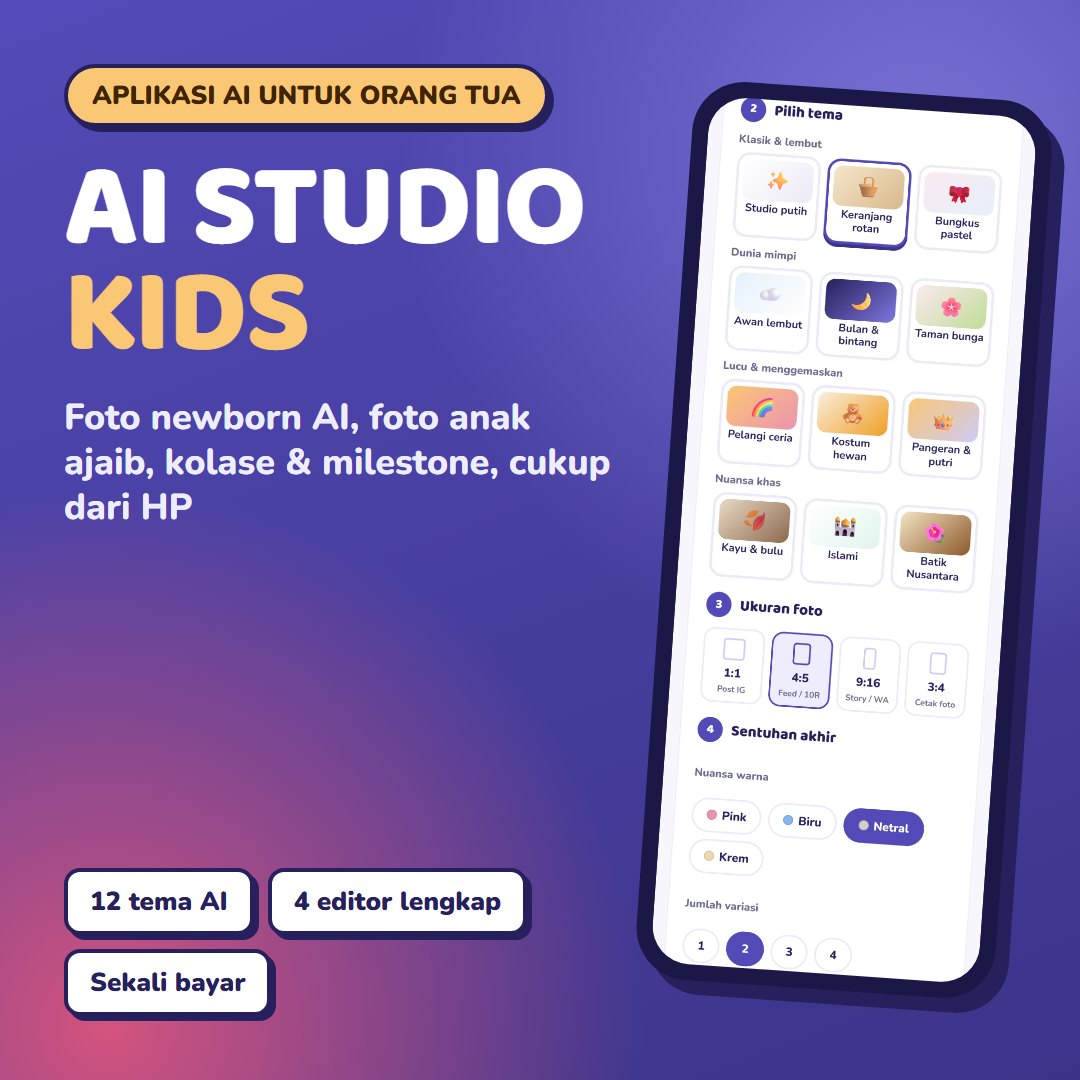 APLIKASI AI UNTUK ORANG TUA
AI STUDIO
KIDS
Foto newborn AI, foto anak
ajaib, kolase & milestone, cukup
dari HP
12 tema AI
4 editor lengkap
Sekali bayar
2 Pilih tema
Klasik & lembut
Studio putih
Keranjang
rotan
Bungkus
pastel
Dunia mimpi
Awan lembut
Bulan &
bintang
Taman bunga
Lucu & menggemaskan
Pelangi ceria
Kostum
hewan
Pangeran &
putri
Nuansa khas
Kayu & bulu
Islami
Batik
Nusantara
3 Ukuran foto
1:1
Post IG
4:5
Feed / 10R
9:16
Story / WA
3:4
Cetak foto
4 Sentuhan akhir
Nuansa warna
Pink
Biru
Netral
Krem
Jumlah variasi
1
2
3
4